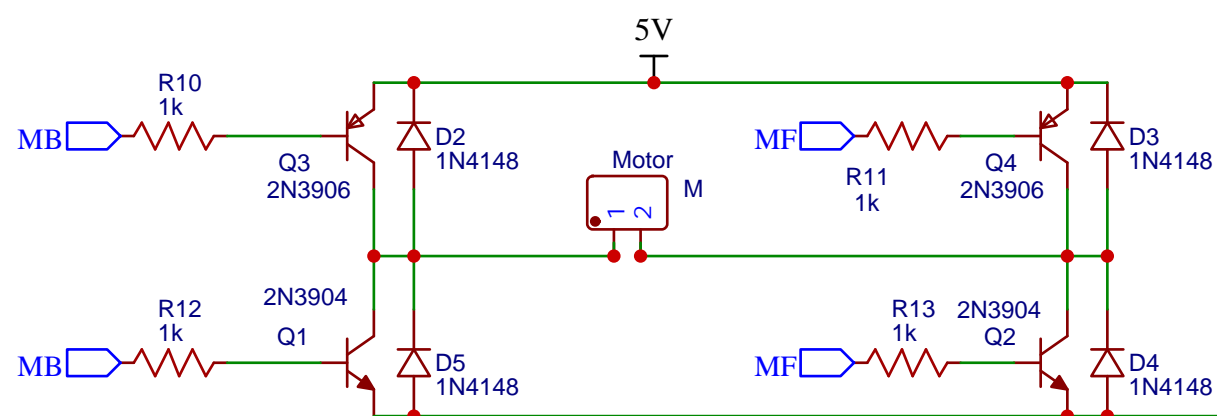 5V
R10
1k
MB
Q3
2N3906
D2
1N4148
Motor
M
1
2
MF
R11
1k
Q4
2N3906
D3
1N4148
R12
1k
MB
2N3904
Q1
D5
1N4148
R13
1k
MF
2N3904
Q2
D4
1N4148